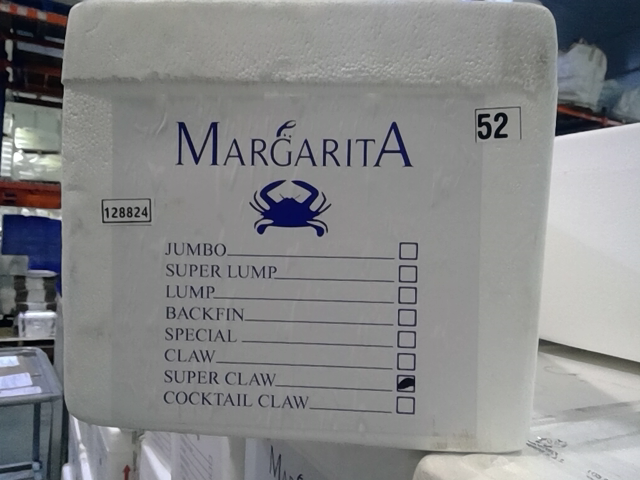 MARGARITA
52
128824
JUMBO
SUPER LUMP
LUMP
BACKFIN
SPECIAL
CLAW
SUPER CLAW
COCKTAIL CLAW